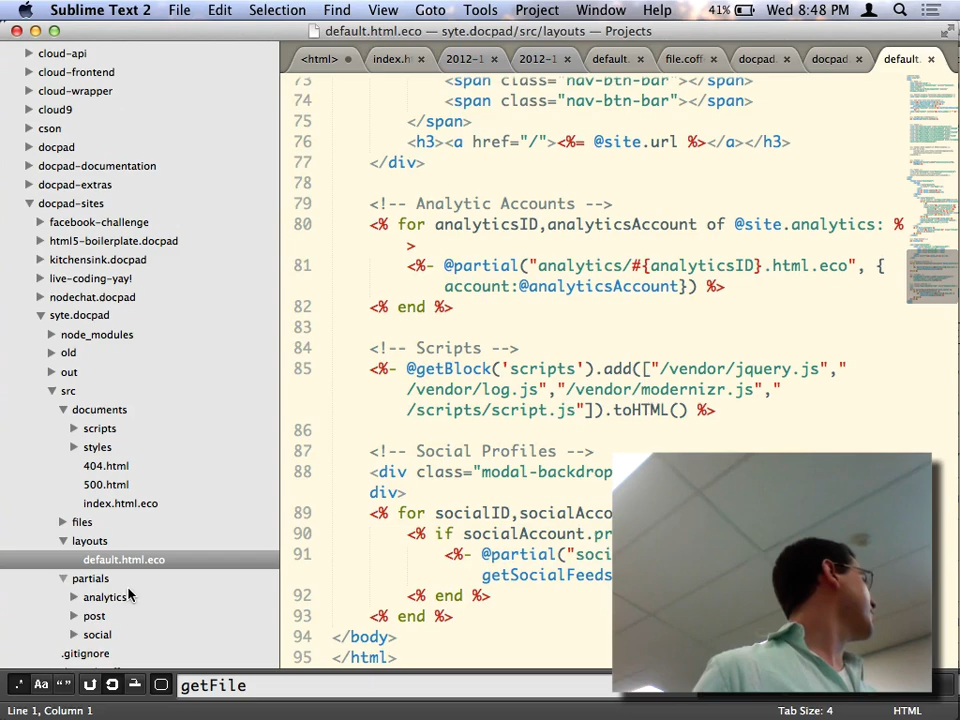 Sublime Text 2 File Edit Selection Find View Goto Tools Project Window Help 41% Wed 8:48 PM
default.html.eco — syte.docpad/src/layouts — Projects
<html> index.h 2012-1 2012-1 default. file.coff docpad. docpad default.
cloud-api
cloud-frontend
cloud-wrapper
cloud9
cson
docpad
docpad-documentation
docpad-extras
docpad-sites
facebook-challenge
html5-boilerplate.docpad
kitchensink.docpad
live-coding-yay!
nodechat.docpad
syte.docpad
node_modules
old
out
src
documents
scripts
styles
404.html
500.html
index.html.eco
files
layouts
default.html.eco
partials
analytics
post
social
.gitignore
73 <span class="nav-btn-bar"></span>
74 <span class="nav-btn-bar"></span>
75 </span>
76 <h3><a href="/"><%= @site.url %></a></h3>
77 </div>
78
79 <!-- Analytic Accounts -->
80 <% for analyticsID,analyticsAccount of @site.analytics: %
>
81 <%- @partial("analytics/#{analyticsID}.html.eco", {
account:@analyticsAccount}) %>
82 <% end %>
83
84 <!-- Scripts -->
85 <%- @getBlock('scripts').add(["/vendor/jquery.js","
/vendor/log.js","/vendor/modernizr.js","
/scripts/script.js"]).toHTML() %>
86
87 <!-- Social Profiles -->
88 <div class="modal-backdrop
div>
89 <% for socialID,socialAcco
90 <% if socialAccount.pr
91 <%- @partial("soci
getSocialFeeds
92 <% end %>
93 <% end %>
94 </body>
95 </html>
.* Aa “” getFile
Line 1, Column 1 Tab Size: 4 HTML